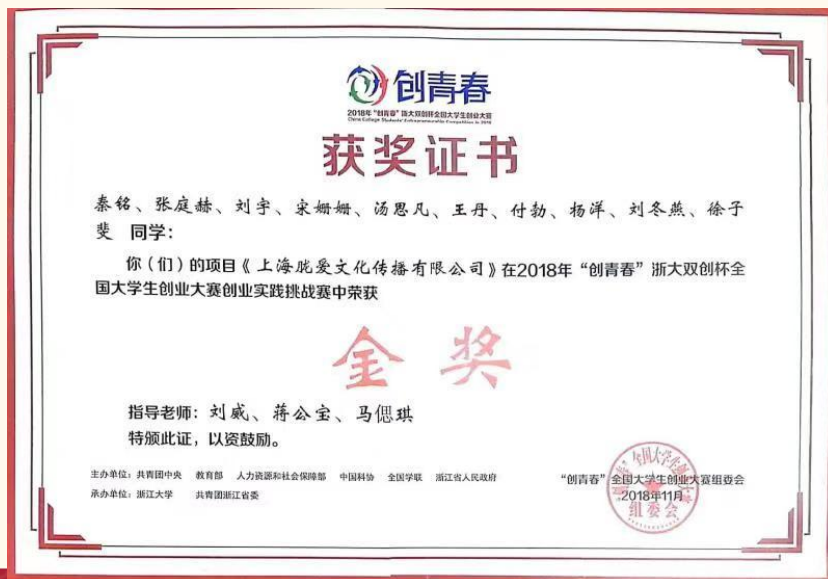 创青春
2018年“创青春”浙大双创杯全国大学生创业大赛
China College Students' Entrepreneurship Competition in 2018
获奖证书
秦铭、张庭赫、刘宇、宋姗姗、汤思凡、王丹、付勃、杨洋、刘冬燕、徐子
斐 同学：
你（们）的项目《上海胧爱文化传播有限公司》在2018年“创青春”浙大双创杯全
国大学生创业大赛创业实践挑战赛中荣获
金奖
指导老师：刘威、蒋公宝、马偲琪
特颁此证，以资鼓励。
主办单位：共青团中央 教育部 人力资源和社会保障部 中国科协 全国学联 浙江省人民政府
承办单位：浙江大学 共青团浙江省委
“创青春”全国大学生创业大赛组委会
2018年11月
组委会